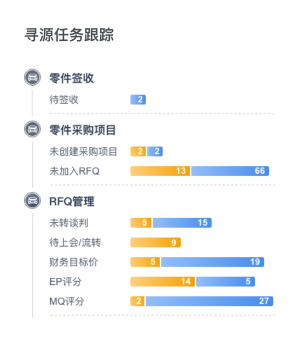 寻源任务跟踪
零件签收
待签收 2
零件采购项目
未创建采购项目 2 2
未加入RFQ 13 66
RFQ管理
未转谈判 5 15
待上会/流转 9
财务目标价 5 19
EP评分 14 5
MQ评分 2 27